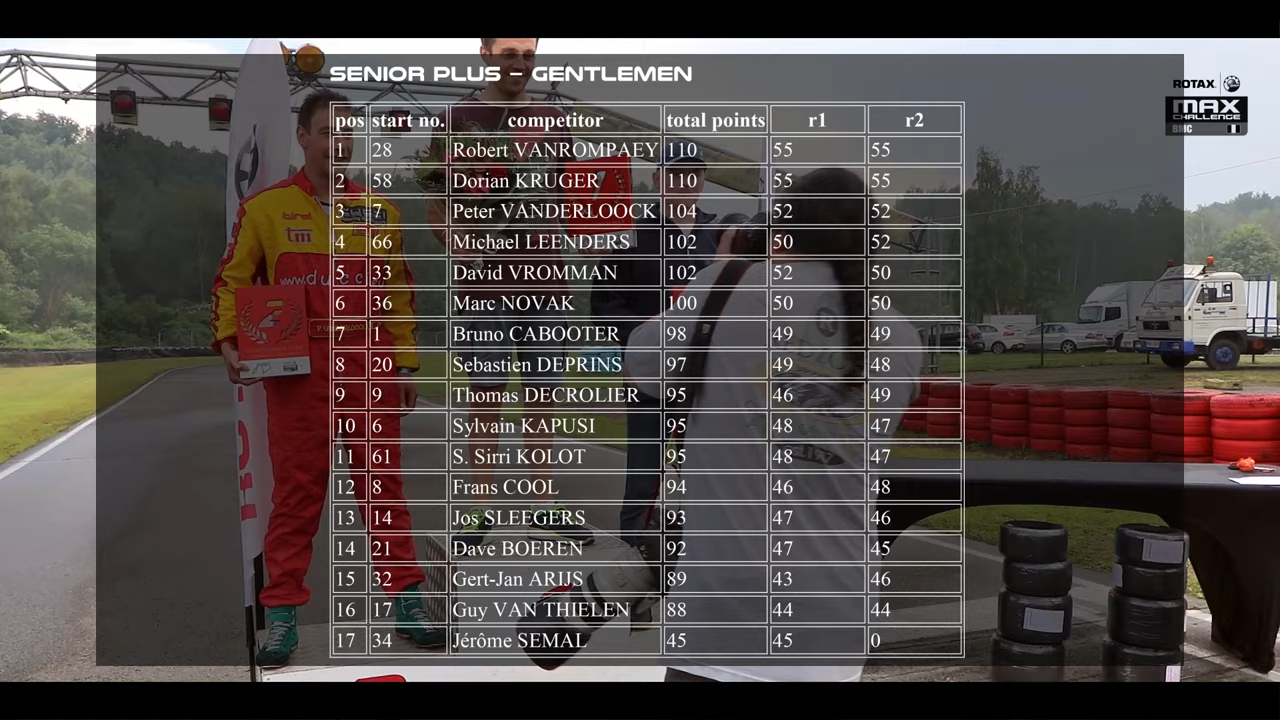 SENIOR PLUS – GENTLEMEN
ROTAX
MAX
CHALLENGE
BMC
pos start no. competitor total points r1 r2
1 28 Robert VANROMPAEY 110 55 55
2 58 Dorian KRUGER 110 55 55
3 7 Peter VANDERLOOCK 104 52 52
4 66 Michael LEENDERS 102 50 52
5 33 David VROMMAN 102 52 50
6 36 Marc NOVAK 100 50 50
7 1 Bruno CABOOTER 98 49 49
8 20 Sebastien DEPRINS 97 49 48
9 9 Thomas DECROLIER 95 46 49
10 6 Sylvain KAPUSI 95 48 47
11 61 S. Sirri KOLOT 95 48 47
12 8 Frans COOL 94 46 48
13 14 Jos SLEEGERS 93 47 46
14 21 Dave BOEREN 92 47 45
15 32 Gert-Jan ARIJS 89 43 46
16 17 Guy VAN THIELEN 88 44 44
17 34 Jérôme SEMAL 45 45 0
birel
tm